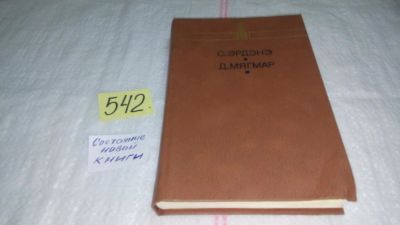 С. ЭРДЭНЭ
Д. МЯГМАР
542.
Состояние
новой
книги